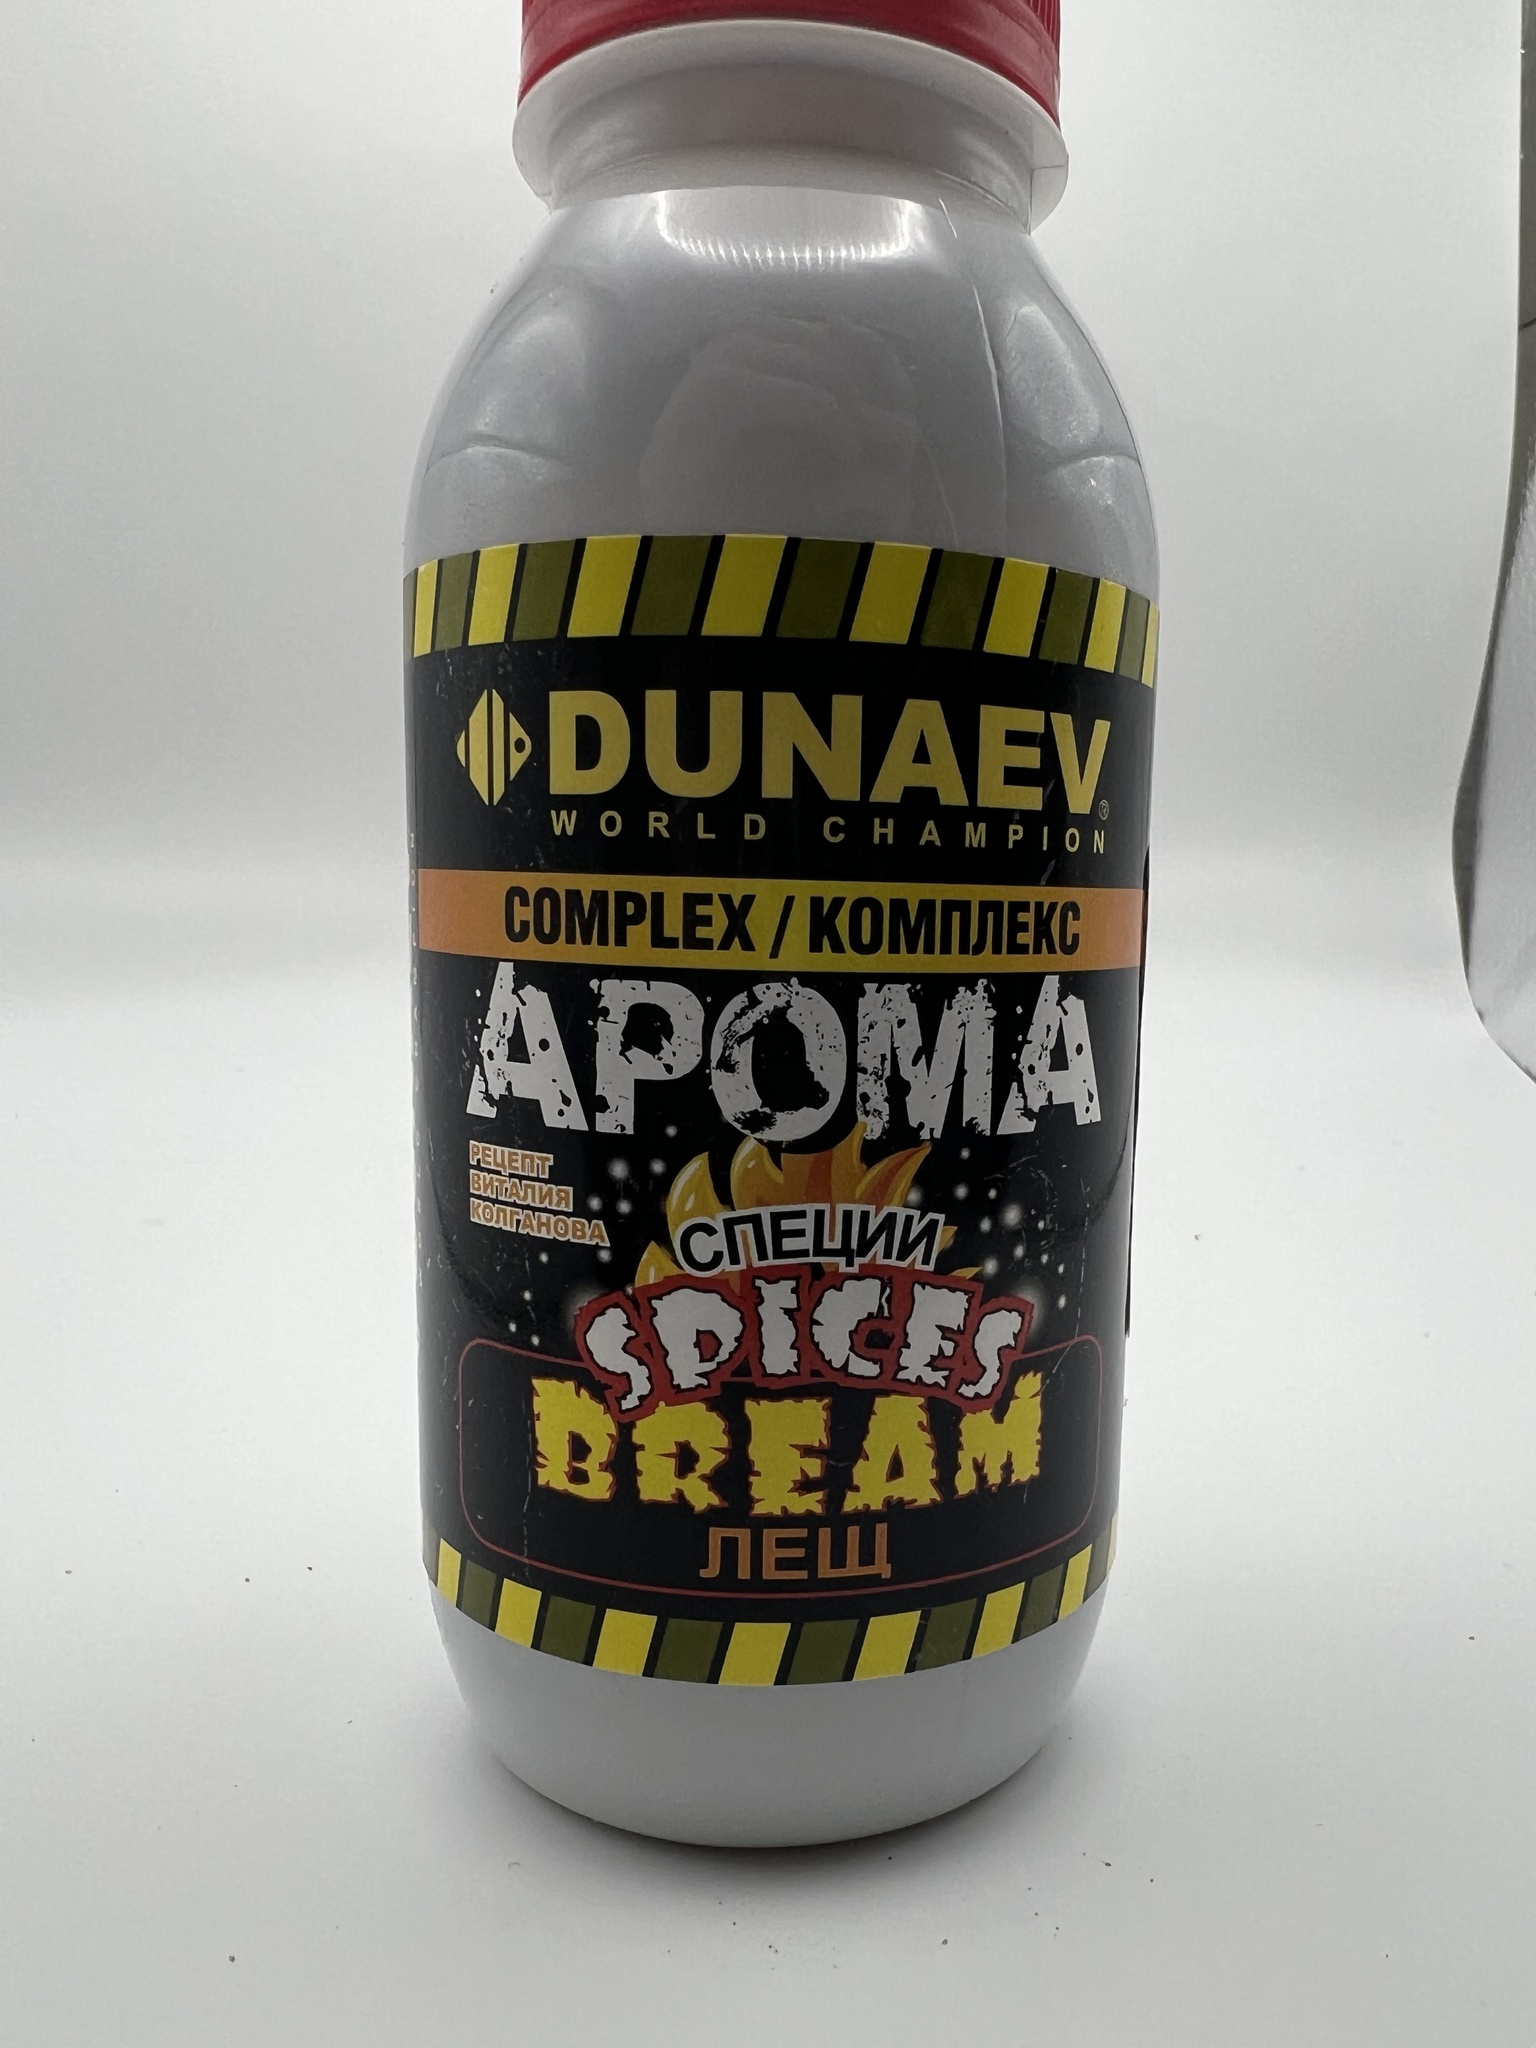 DUNAEV
WORLD CHAMPION
COMPLEX / КОМПЛЕКС
АРОМА
РЕЦЕПТ
ВИТАЛИЯ
КОЛГАНОВА
СПЕЦИИ
SPICES
BREAM
ЛЕЩ